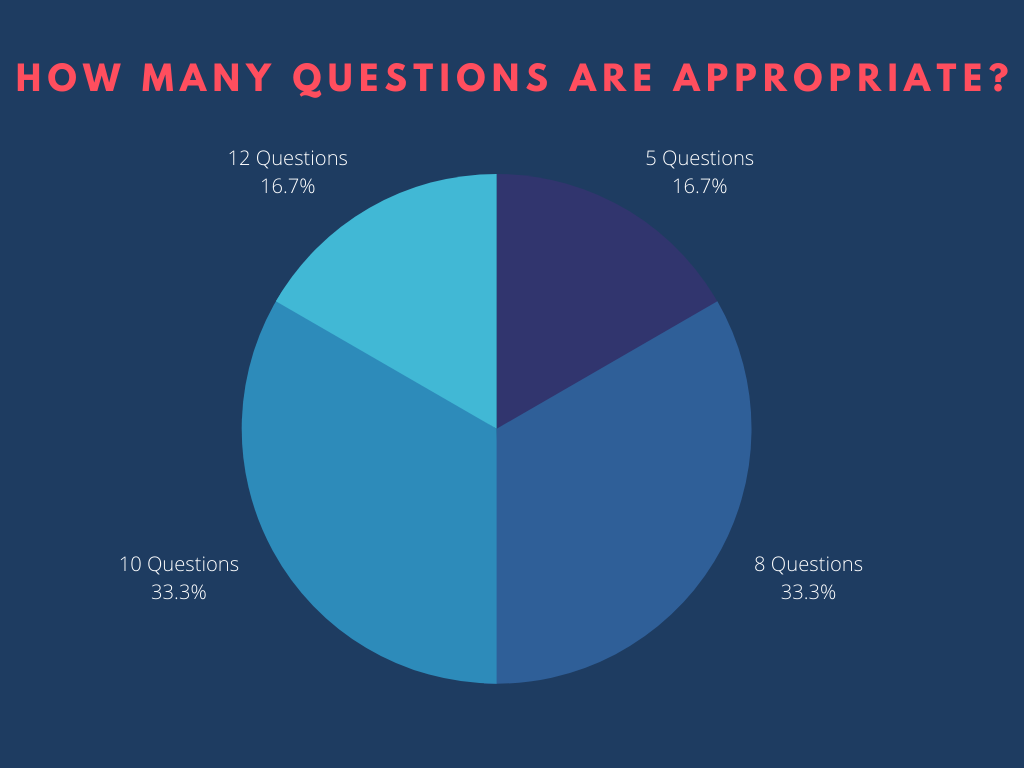 HOW MANY QUESTIONS ARE APPROPRIATE?
12 Questions
16.7%
5 Questions
16.7%
10 Questions
33.3%
8 Questions
33.3%